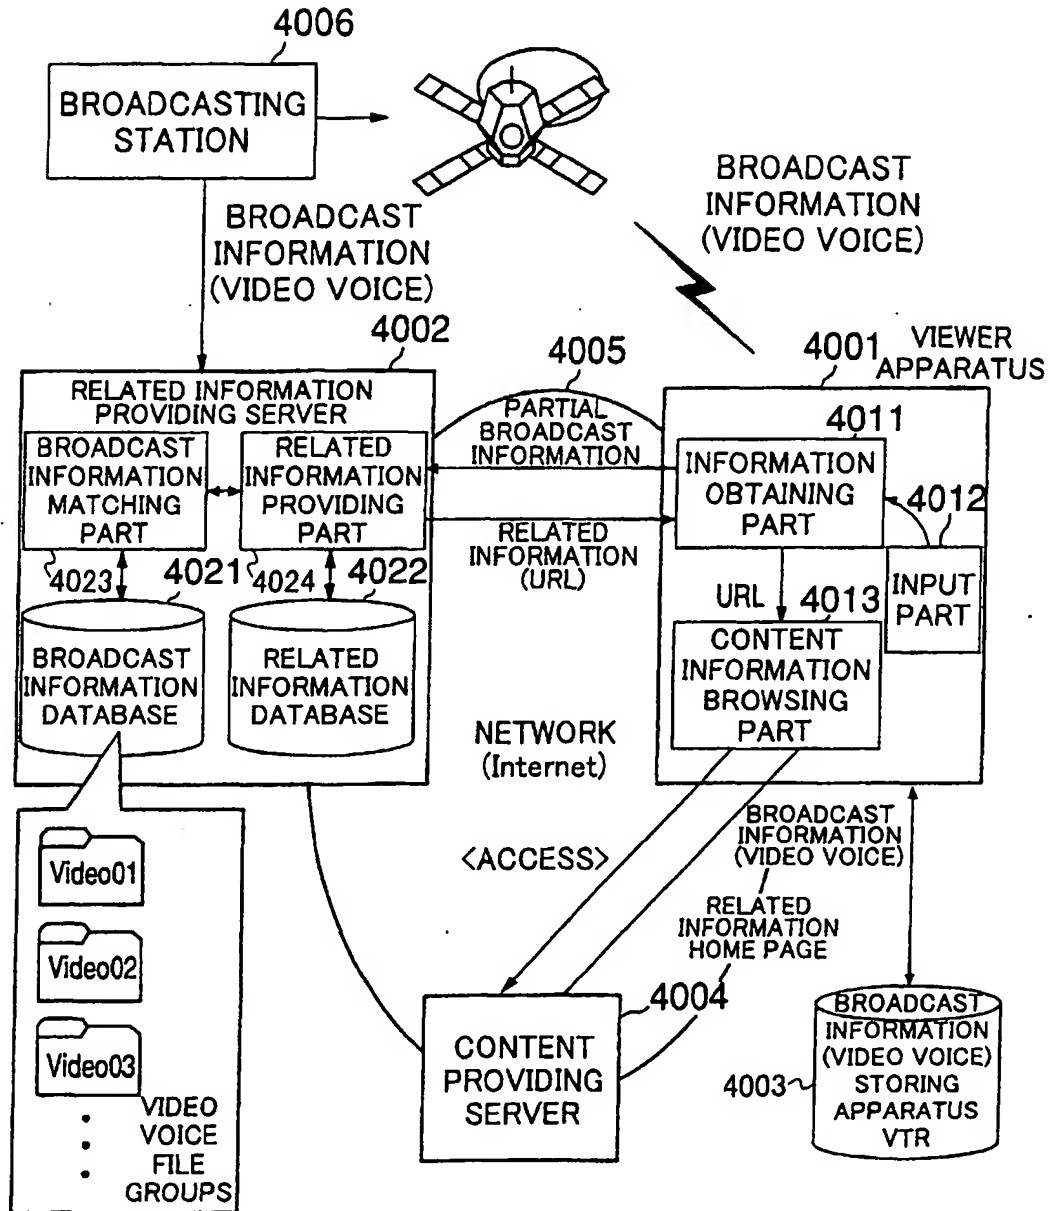 4006
BROADCASTING
STATION
BROADCAST
INFORMATION
(VIDEO VOICE)
BROADCAST
INFORMATION
(VIDEO VOICE)
4002
RELATED INFORMATION
PROVIDING SERVER
BROADCAST
INFORMATION
MATCHING
PART
RELATED
INFORMATION
PROVIDING
PART
4023
4021
4024
4022
BROADCAST
INFORMATION
DATABASE
RELATED
INFORMATION
DATABASE
4005
PARTIAL
BROADCAST
INFORMATION
RELATED
INFORMATION
(URL)
4001
VIEWER
APPARATUS
4011
INFORMATION
OBTAINING
PART
4012
INPUT
PART
URL
4013
CONTENT
INFORMATION
BROWSING
PART
NETWORK
(Internet)
<ACCESS>
BROADCAST
INFORMATION
(VIDEO VOICE)
RELATED
INFORMATION
HOME PAGE
Video01
Video02
Video03
VIDEO
VOICE
FILE
GROUPS
4004
CONTENT
PROVIDING
SERVER
4003
BROADCAST
INFORMATION
(VIDEO VOICE)
STORING
APPARATUS
VTR